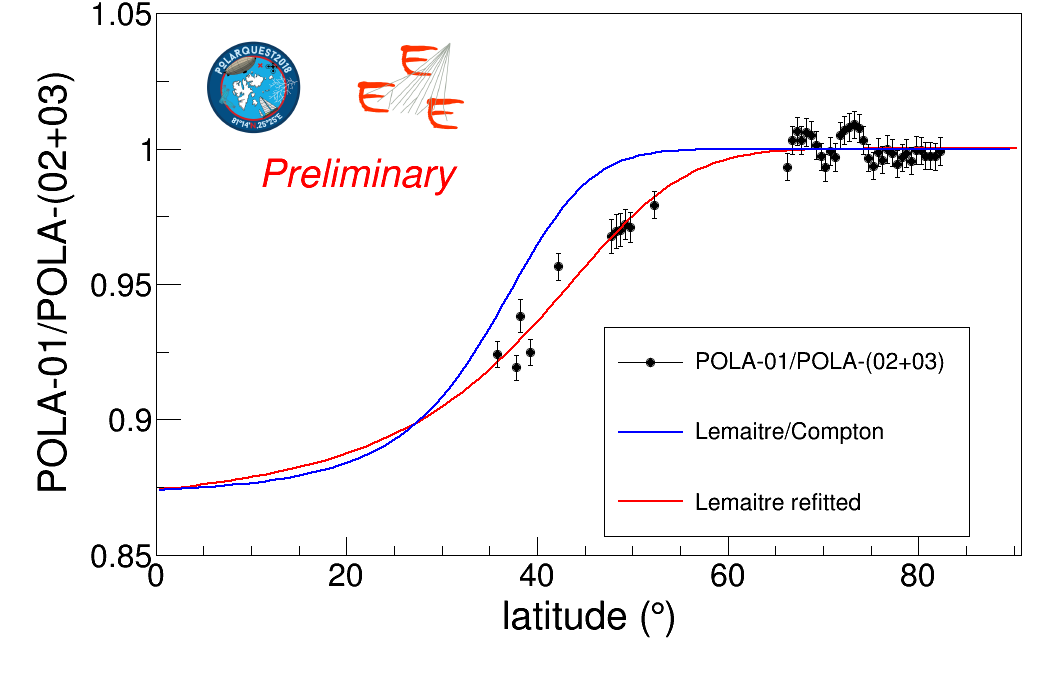 1.05
1
0.95
0.9
0.85
POLA-01/POLA-(02+03)
POLARQUEST2018
81°14'N,25°25'E
EEE
Preliminary
POLA-01/POLA-(02+03)
Lemaitre/Compton
Lemaitre refitted
0 20 40 60 80
latitude (°)